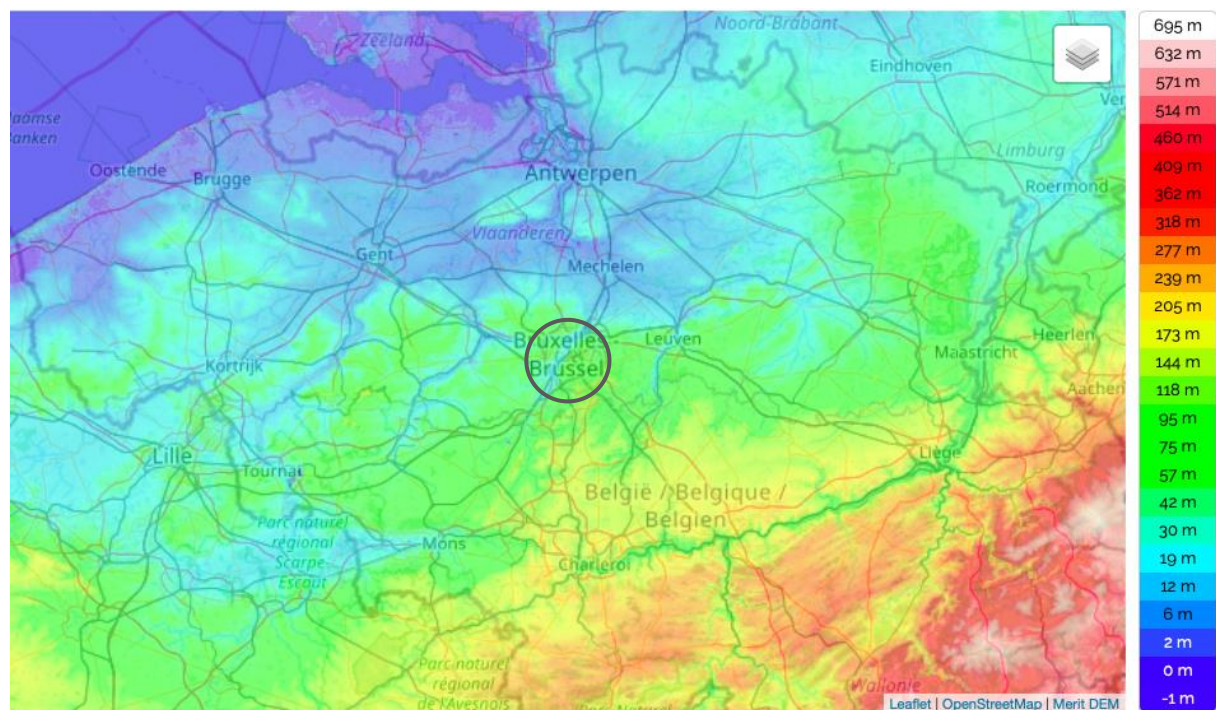 Noord-Brabant
Zeeland
Eindhoven
Ver
laamse
Banken
Oostende
Brugge
Antwerpen
Limburg
Roermond
Vlaanderen
Gent
Mechelen
Bruxelles -
Brussel
Leuven
Heerlen
Maastricht
Kortrijk
Aachen
Lille
Tournai
Liège
België / Belgique /
Belgien
Parc naturel
régional
Scarpe-
Escaut
Mons
Charleroi
Parc naturel
régional
de l'Avesnois
Wallonie
Leaflet | OpenStreetMap | Merit DEM
695 m
632 m
571 m
514 m
460 m
409 m
362 m
318 m
277 m
239 m
205 m
173 m
144 m
118 m
95 m
75 m
57 m
42 m
30 m
19 m
12 m
6 m
2 m
0 m
-1 m